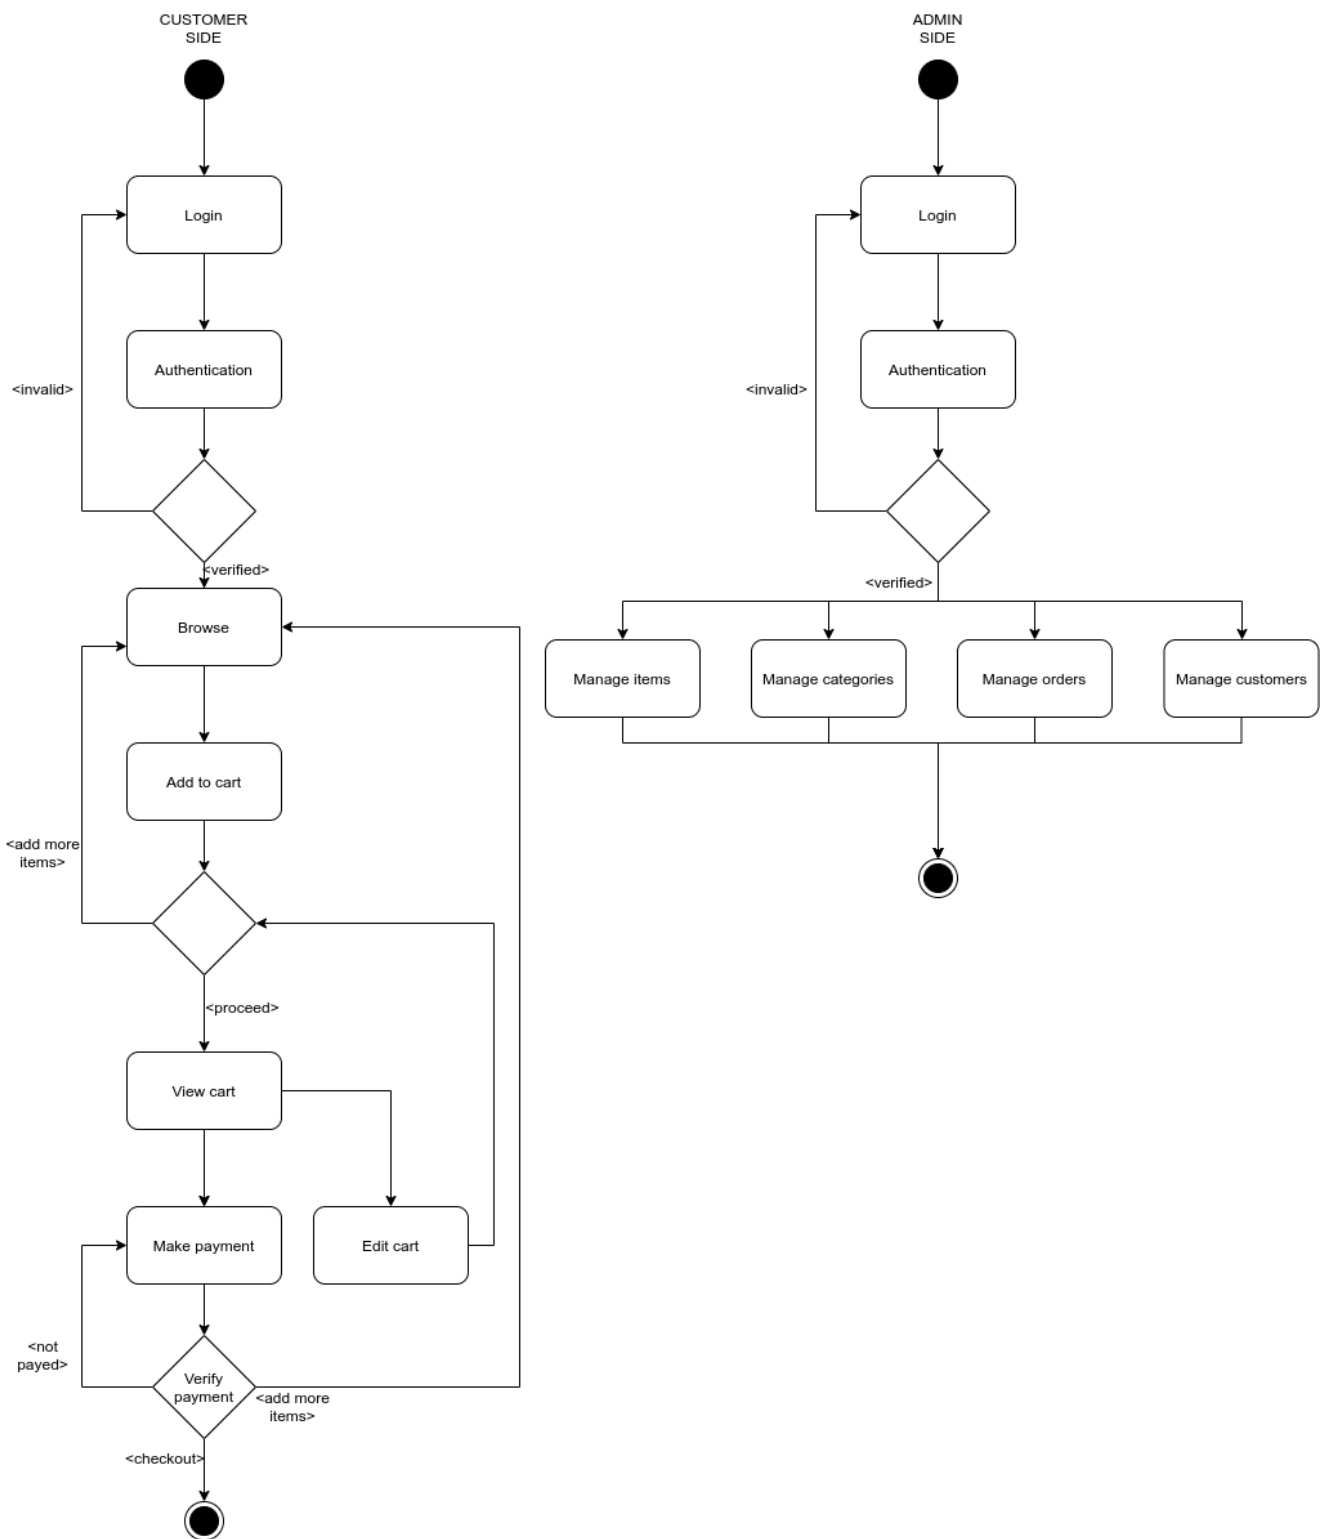 CUSTOMER
SIDE
Login
Authentication
<invalid>
<verified>
Browse
Add to cart
<add more
items>
<proceed>
View cart
Make payment
Edit cart
<not
payed>
Verify
payment
<add more
items>
<checkout>
ADMIN
SIDE
Login
Authentication
<invalid>
<verified>
Manage items
Manage categories
Manage orders
Manage customers